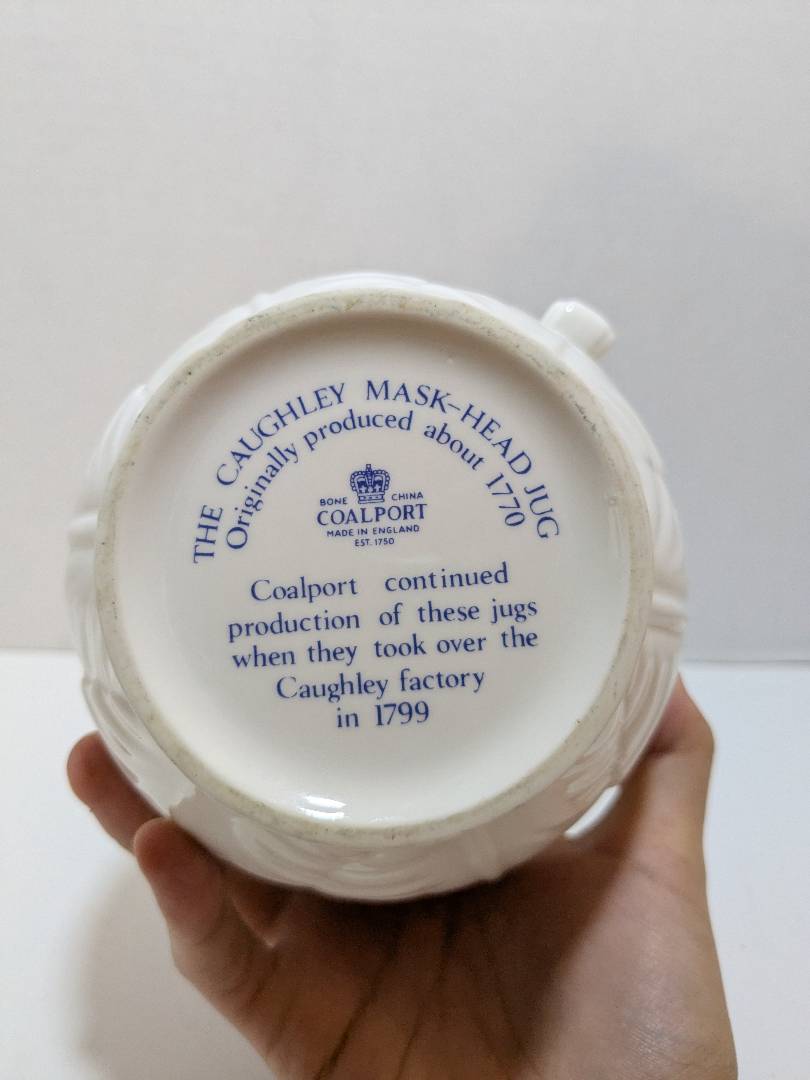 THE CAUGHLEY MASK-HEAD JUG
Originally produced about 1770
BONE CHINA
COALPORT
MADE IN ENGLAND
EST. 1750
Coalport continued
production of these jugs
when they took over the
Caughley factory
in 1799